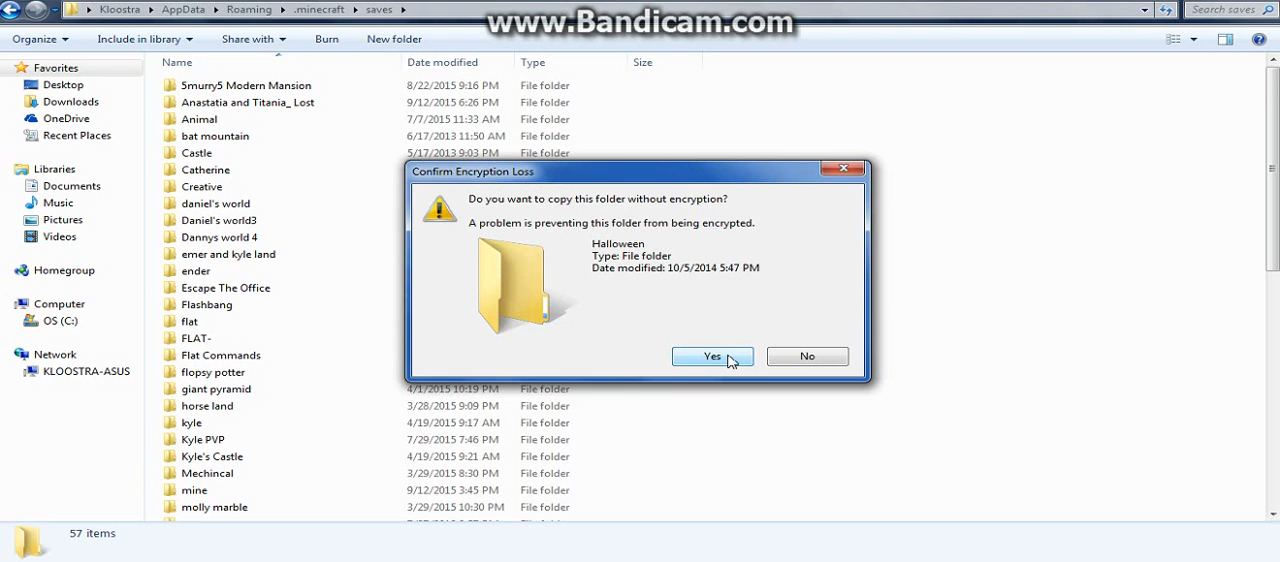 Kloostra ▸ AppData ▸ Roaming ▸ .minecraft ▸ saves ▸
www.Bandicam.com
Search saves
Organize Include in library Share with Burn New folder
Name Date modified Type Size
Favorites
Desktop
Downloads
OneDrive
Recent Places
Libraries
Documents
Music
Pictures
Videos
Homegroup
Computer
OS (C:)
Network
KLOOSTRA-ASUS
5murry5 Modern Mansion 8/22/2015 9:16 PM File folder
Anastatia and Titania_ Lost 9/12/2015 6:26 PM File folder
Animal 7/7/2015 11:33 AM File folder
bat mountain 6/17/2013 11:50 AM File folder
Castle 5/17/2013 9:03 PM File folder
Catherine
Creative
daniel's world
Daniel's world3
Dannys world 4
emer and kyle land
ender
Escape The Office
Flashbang
flat
FLAT-
Flat Commands
flopsy potter
giant pyramid 4/1/2015 10:19 PM File folder
horse land 3/28/2015 9:09 PM File folder
kyle 4/19/2015 9:17 AM File folder
Kyle PVP 7/29/2015 7:46 PM File folder
Kyle's Castle 4/19/2015 9:21 AM File folder
Mechincal 3/29/2015 8:30 PM File folder
mine 9/12/2015 3:45 PM File folder
molly marble 3/29/2015 10:30 PM File folder
Confirm Encryption Loss
Do you want to copy this folder without encryption?
A problem is preventing this folder from being encrypted.
Halloween
Type: File folder
Date modified: 10/5/2014 5:47 PM
Yes No
57 items